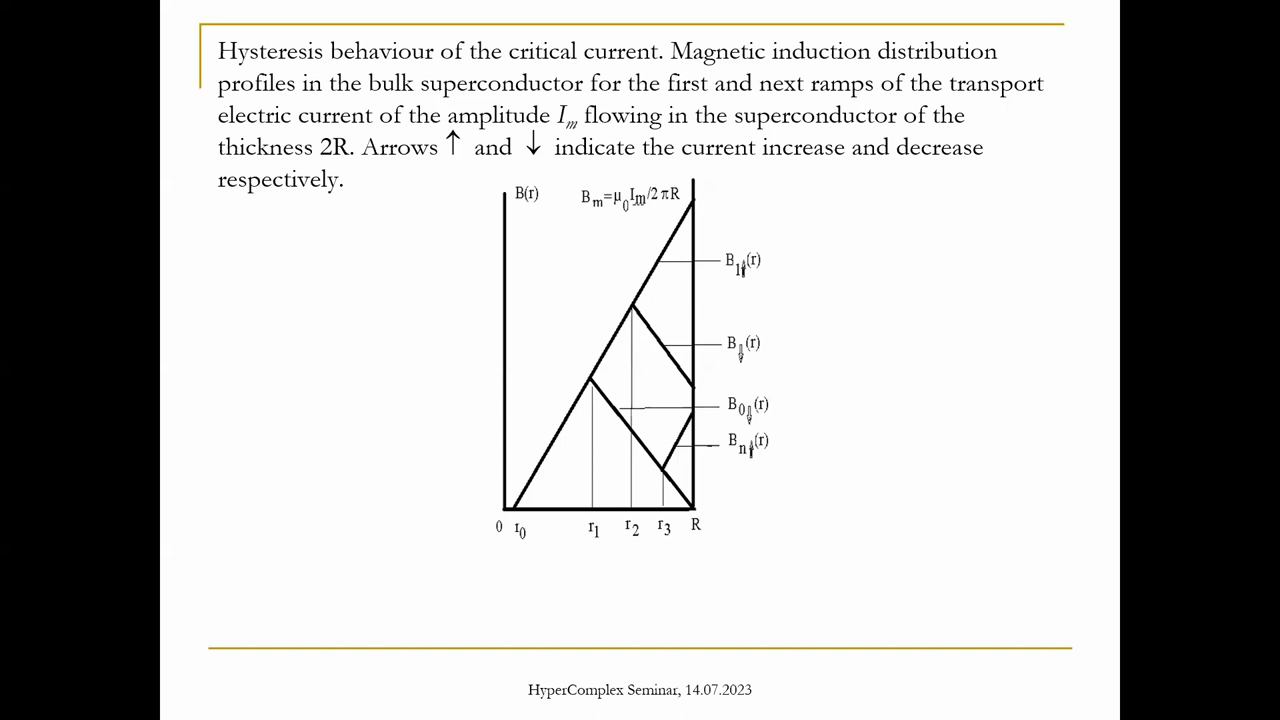 Hysteresis behaviour of the critical current. Magnetic induction distribution
profiles in the bulk superconductor for the first and next ramps of the transport
electric current of the amplitude Iₘ flowing in the superconductor of the
thickness 2R. Arrows ↑ and ↓ indicate the current increase and decrease
respectively.
B(r)
Bₘ=μ₀Iₘ/2πR
B₁⇑(r)
B⇓(r)
B₀⇓(r)
Bₙ⇑(r)
0 r₀ r₁ r₂ r₃ R
HyperComplex Seminar, 14.07.2023